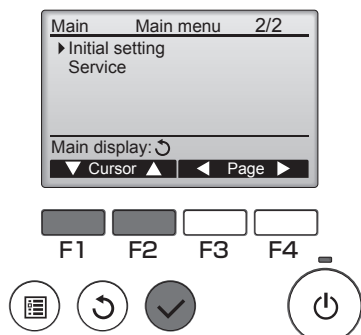 Main Main menu 2/2
Initial setting
Service
Main display:
Cursor Page
F1 F2 F3 F4